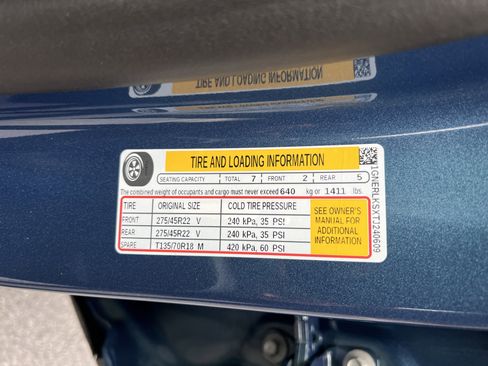 TIRE AND LOADING INFORMATION
SEATING CAPACITY TOTAL 7 FRONT 2 REAR 5
The combined weight of occupants and cargo must never exceed 640 kg or 1411 lbs.
TIRE ORIGINAL SIZE COLD TIRE PRESSURE
FRONT 275/45R22 V 240 kPa, 35 PSI
REAR 275/45R22 V 240 kPa, 35 PSI
SPARE T135/70R18 M 420 kPa, 60 PSI
SEE OWNER'S
MANUAL FOR
ADDITIONAL
INFORMATION
1GNERLKSXTJ240609